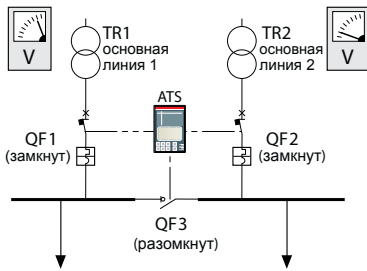 TR1
основная
линия 1
TR2
основная
линия 2
V
V
ATS
QF1
(замкнут)
QF2
(замкнут)
QF3
(разомкнут)